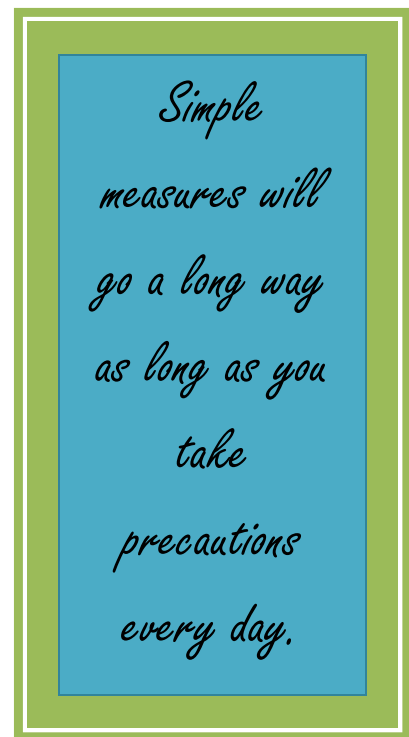 Simple
measures will
go a long way
as long as you
take
precautions
every day.